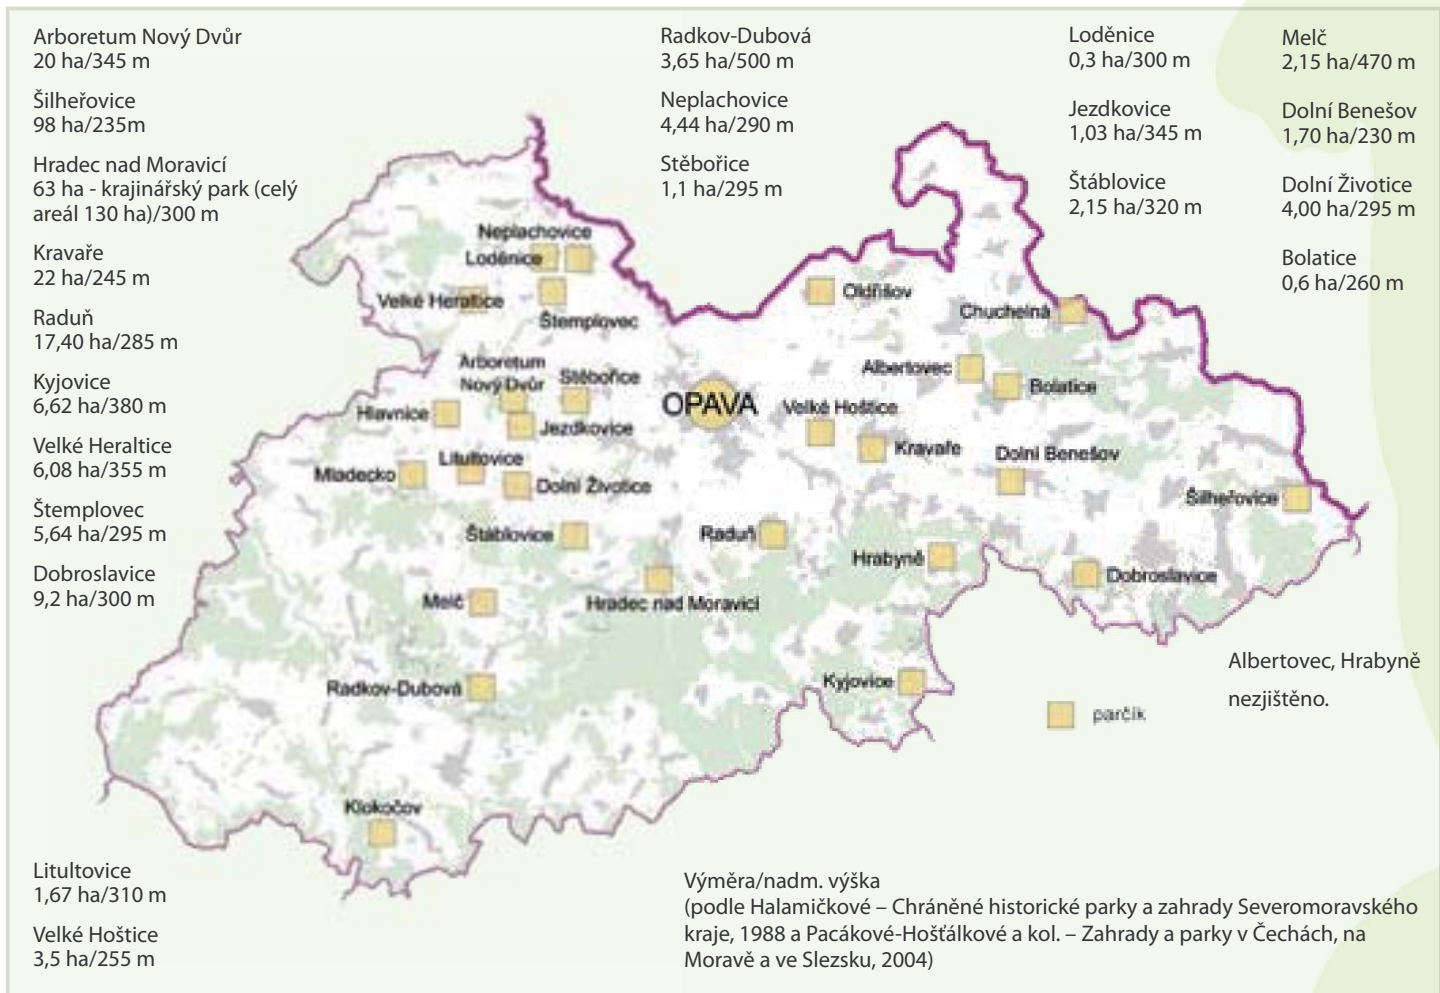 Arboretum Nový Dvůr
20 ha/345 m
Šilheřovice
98 ha/235m
Hradec nad Moravicí
63 ha - krajinářský park (celý
areál 130 ha)/300 m
Kravaře
22 ha/245 m
Raduň
17,40 ha/285 m
Kyjovice
6,62 ha/380 m
Velké Heraltice
6,08 ha/355 m
Štemplovec
5,64 ha/295 m
Dobroslavice
9,2 ha/300 m
Radkov-Dubová
3,65 ha/500 m
Neplachovice
4,44 ha/290 m
Stěbořice
1,1 ha/295 m
Loděnice
0,3 ha/300 m
Jezdkovice
1,03 ha/345 m
Štáblovice
2,15 ha/320 m
Melč
2,15 ha/470 m
Dolní Benešov
1,70 ha/230 m
Dolní Životice
4,00 ha/295 m
Bolatice
0,6 ha/260 m
Neplachovice
Loděnice
Velké Heraltice
Štemplovec
Oldřišov
Chuchelná
Arboretum
Nový Dvůr
Stěbořice
Albertovec
Bolatice
Hlavnice
Jezdkovice
OPAVA
Velké Hoštice
Kravaře
Litultovice
Mladecko
Dolní Životice
Dolní Benešov
Šilheřovice
Štáblovice
Raduň
Hrabyně
Dobroslavice
Melč
Hradec nad Moravicí
Radkov-Dubová
Kyjovice
Klokočov
parčík
Albertovec, Hrabyně
nezjištěno.
Litultovice
1,67 ha/310 m
Velké Hoštice
3,5 ha/255 m
Výměra/nadm. výška
(podle Halamičkové – Chráněné historické parky a zahrady Severomoravského
kraje, 1988 a Pacákové-Hošťálkové a kol. – Zahrady a parky v Čechách, na
Moravě a ve Slezsku, 2004)